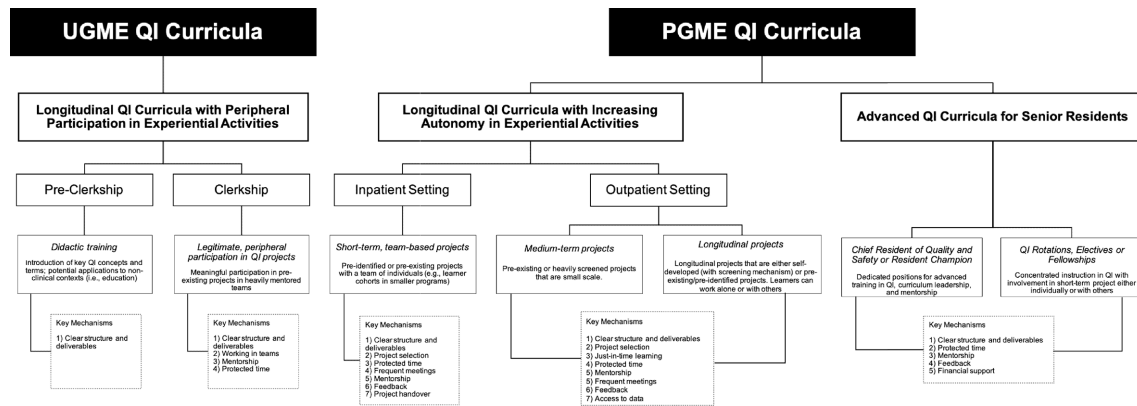 UGME QI Curricula
PGME QI Curricula
Longitudinal QI Curricula with Peripheral
Participation in Experiential Activities
Longitudinal QI Curricula with Increasing
Autonomy in Experiential Activities
Advanced QI Curricula for Senior Residents
Pre-Clerkship
Clerkship
Inpatient Setting
Outpatient Setting
Didactic training
Introduction of key QI concepts and
terms; potential applications to non-
clinical contexts (i.e., education)
Legitimate, peripheral
participation in QI projects
Meaningful participation in pre-
existing projects in heavily mentored
teams
Short-term, team-based projects
Pre-identified or pre-existing projects
with a team of individuals (e.g., learner
cohorts in smaller programs)
Medium-term projects
Pre-existing or heavily screened projects
that are small scale.
Longitudinal projects
Longitudinal projects that are either self-
developed (with screening mechanism) or pre-
existing/pre-identified projects. Learners can
work alone or with others
Chief Resident of Quality and
Safety or Resident Champion
Dedicated positions for advanced
training in QI, curriculum leadership,
and mentorship
QI Rotations, Electives or
Fellowships
Concentrated instruction in QI with
involvement in short-term project either
individually or with others
Key Mechanisms
1) Clear structure and
deliverables
Key Mechanisms
1) Clear structure and
deliverables
2) Working in teams
3) Mentorship
4) Protected time
Key Mechanisms
1) Clear structure and
deliverables
2) Project selection
3) Protected time
4) Frequent meetings
5) Mentorship
6) Feedback
7) Project handover
Key Mechanisms
1) Clear structure and deliverables
2) Project selection
3) Just-in-time learning
4) Protected time
5) Mentorship
5) Frequent meetings
6) Feedback
7) Access to data
Key Mechanisms
1) Clear structure and deliverables
2) Protected time
3) Mentorship
4) Feedback
5) Financial support